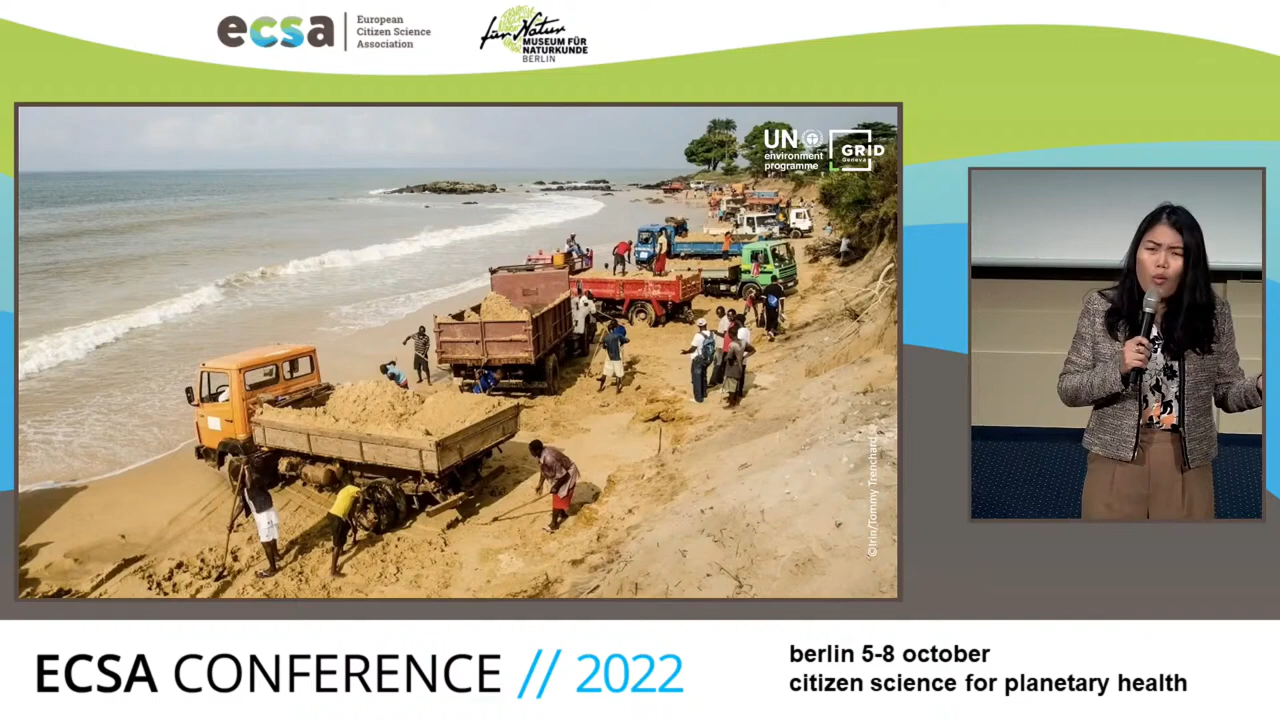 ecsa
European
Citizen Science
Association
für Natur
MUSEUM FÜR
NATURKUNDE
BERLIN
UN
environment
programme
GRID
Geneva
©Irin/Tommy Trenchard
ECSA CONFERENCE // 2022
berlin 5-8 october
citizen science for planetary health